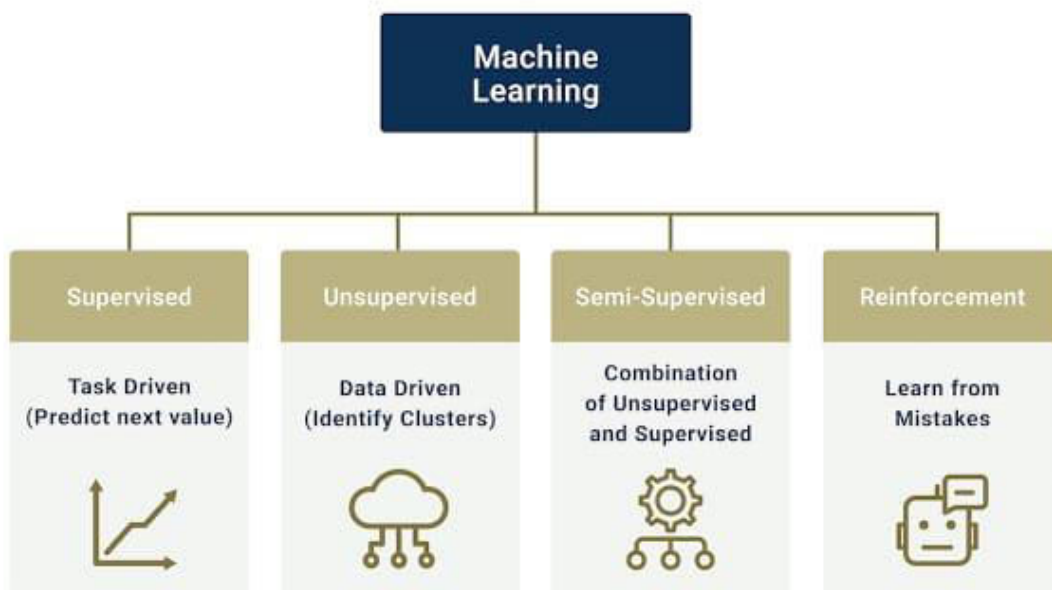 Machine
Learning
Supervised
Task Driven
(Predict next value)
Unsupervised
Data Driven
(Identify Clusters)
Semi-Supervised
Combination
of Unsupervised
and Supervised
Reinforcement
Learn from
Mistakes